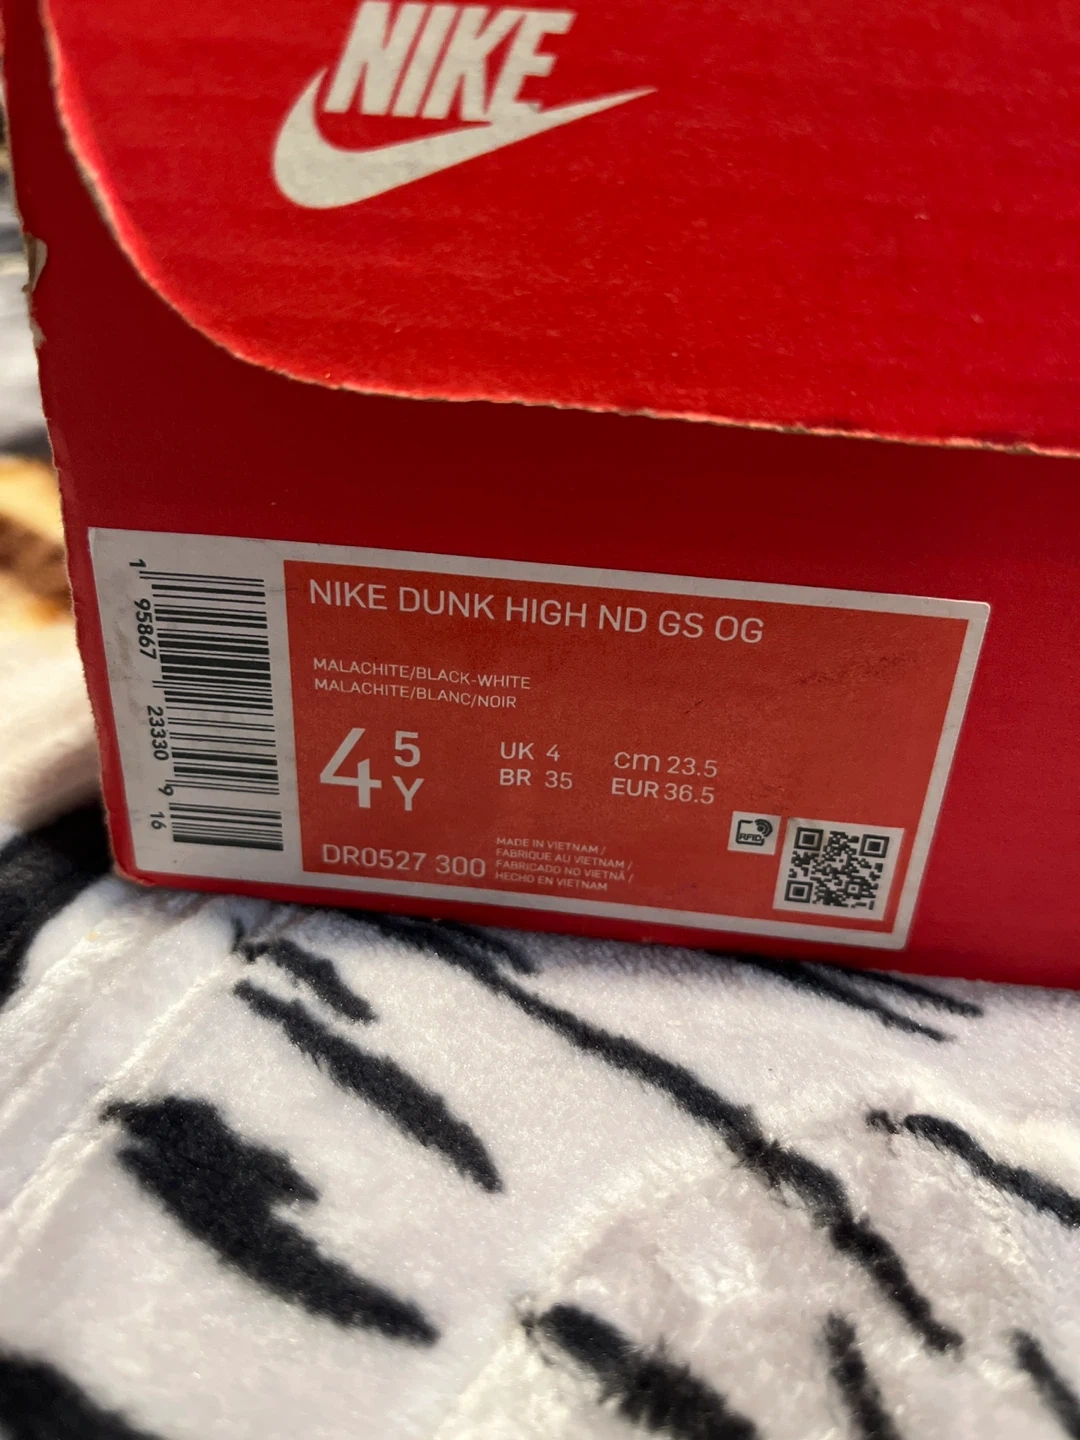 NIKE
NIKE DUNK HIGH ND GS OG
MALACHITE/BLACK-WHITE
MALACHITE/BLANC/NOIR
4 5 Y
UK 4
BR 35
cm 23.5
EUR 36.5
DR0527 300
MADE IN VIETNAM /
FABRIQUE AU VIETNAM /
FABRICADO NO VIETNÃ /
HECHO EN VIETNAM
RFID
1 95867 23330 9 16